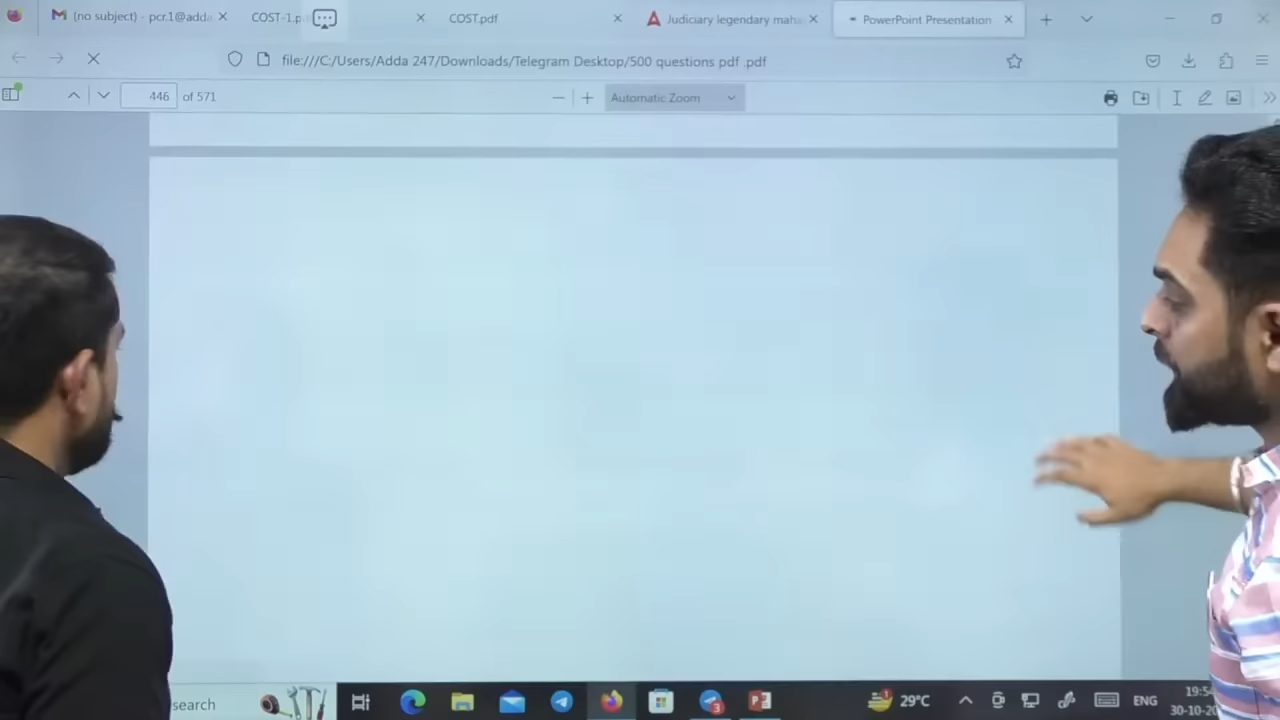 (no subject) - pcr.1@adda
COST-1.p
COST.pdf
Judiciary legendary maha
PowerPoint Presentation
file:///C:/Users/Adda 247/Downloads/Telegram Desktop/500 questions pdf .pdf
446 of 571
Automatic Zoom
search
3
1
29°C
ENG
19:54
30-10-20